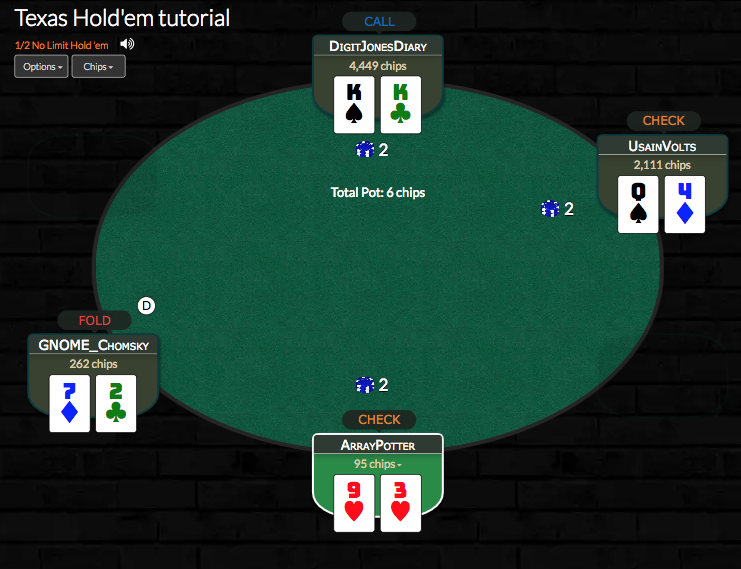 Texas Hold'em tutorial
1/2 No Limit Hold 'em
Options
Chips
CALL
DigitJonesDiary
4,449 chips
K K
2
CHECK
UsainVolts
2,111 chips
Q 4
2
Total Pot: 6 chips
D
FOLD
GNOME_Chomsky
262 chips
7 2
2
CHECK
ArrayPotter
95 chips
9 3